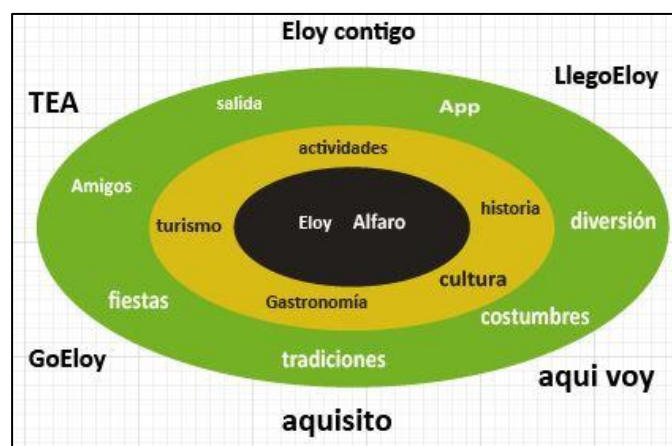 Eloy contigo
LlegoEloy
TEA
salida
App
actividades
Amigos
historia
turismo
Eloy Alfaro
diversión
cultura
fiestas
Gastronomía
costumbres
GoEloy
tradiciones
aqui voy
aquisito